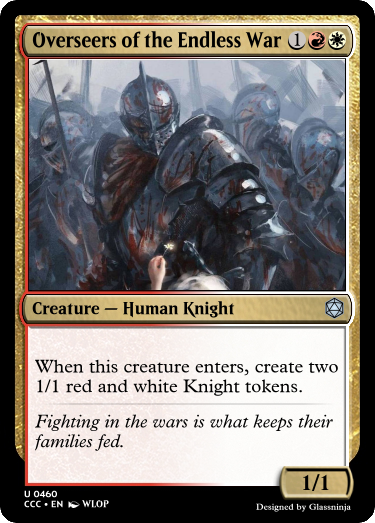 Overseers of the Endless War 1
Creature — Human Knight
When this creature enters, create two
1/1 red and white Knight tokens.
Fighting in the wars is what keeps their
families fed.
1/1
U 0460
CCC • EN WLOP
Designed by Glassninja